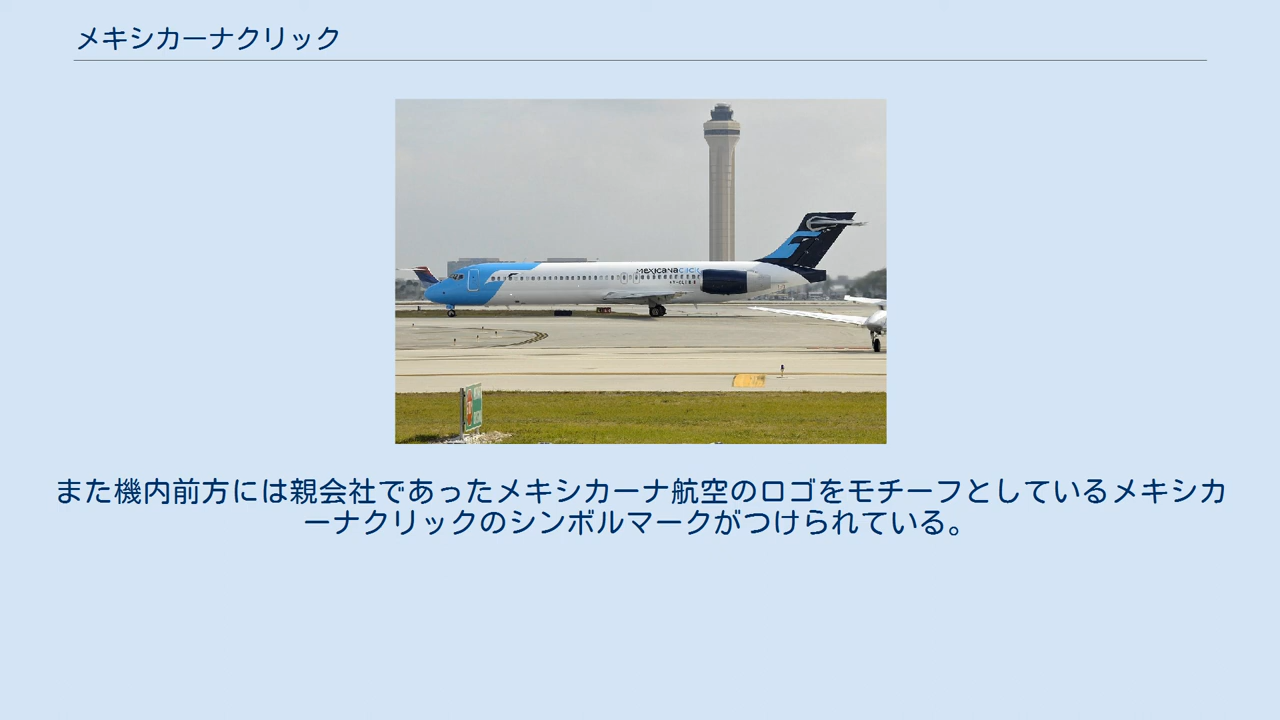 メキシカーナクリック
また機内前方には親会社であったメキシカーナ航空のロゴをモチーフとしているメキシカ
ーナクリックのシンボルマークがつけられている。